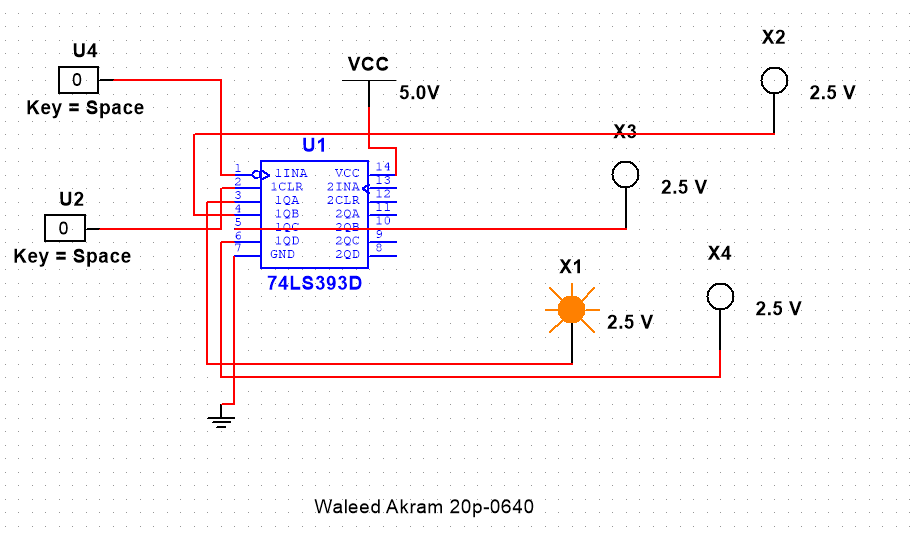 X2
U4
0
Key = Space
VCC
5.0V
2.5 V
X3
U1
1 1INA VCC 14
2 1CLR 2INA 13
3 1QA 2CLR 12
4 1QB 2QA 11
5 1QC 2QB 10
6 1QD 2QC 9
7 GND 2QD 8
74LS393D
2.5 V
U2
0
Key = Space
X4
X1
2.5 V
2.5 V
Waleed Akram 20p-0640